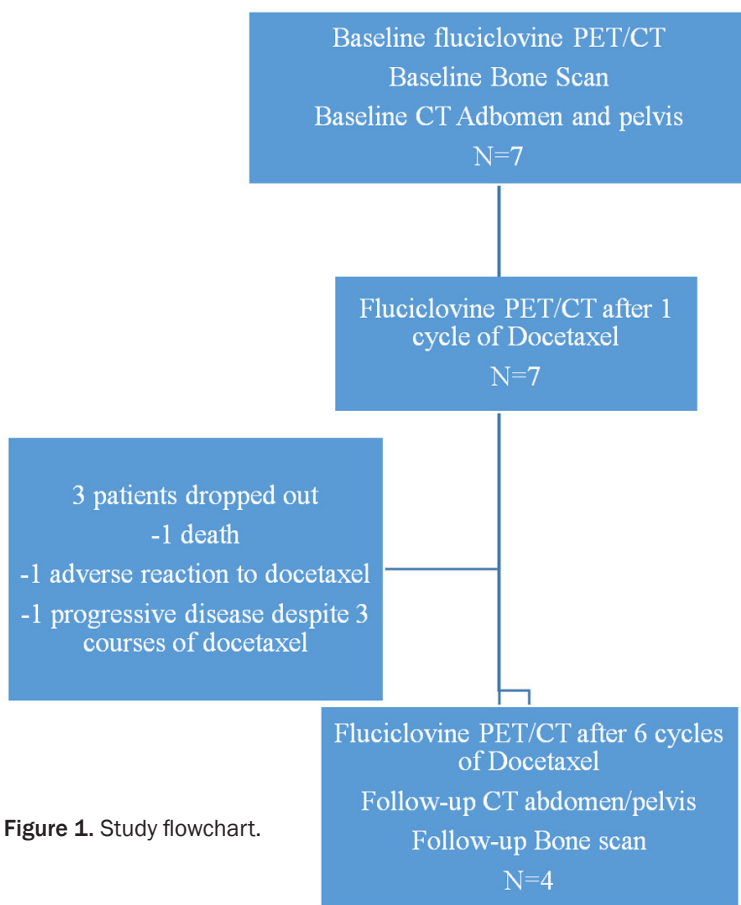 Baseline fluciclovine PET/CT
Baseline Bone Scan
Baseline CT Adbomen and pelvis
N=7
Fluciclovine PET/CT after 1
cycle of Docetaxel
N=7
3 patients dropped out
-1 death
-1 adverse reaction to docetaxel
-1 progressive disease despite 3
courses of docetaxel
Fluciclovine PET/CT after 6 cycles
of Docetaxel
Follow-up CT abdomen/pelvis
Follow-up Bone scan
N=4
Figure 1. Study flowchart.